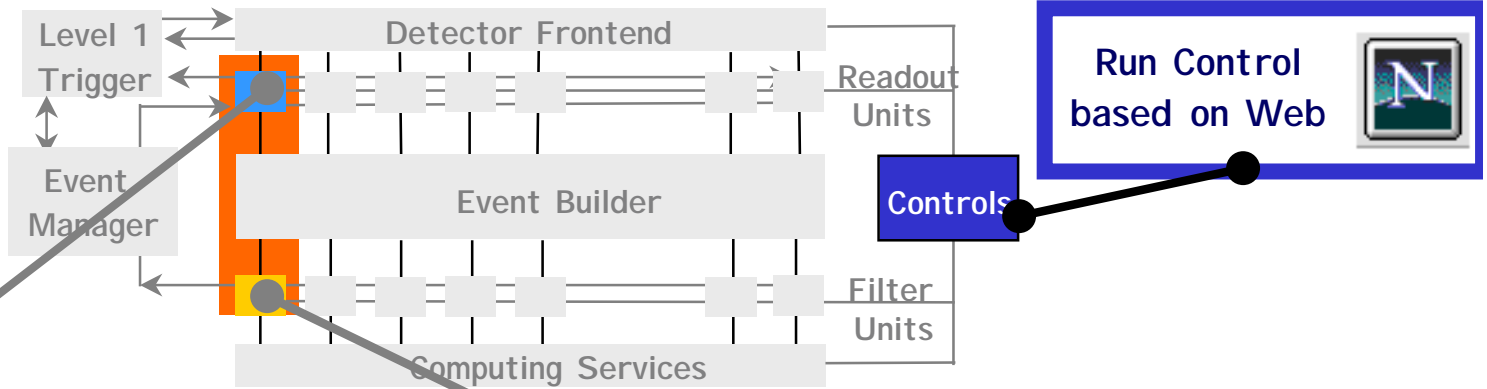 Level 1
Trigger
Detector Frontend
Run Control
based on Web
N
Readout
Units
Event
Manager
Event Builder
Controls
Filter
Units
Computing Services